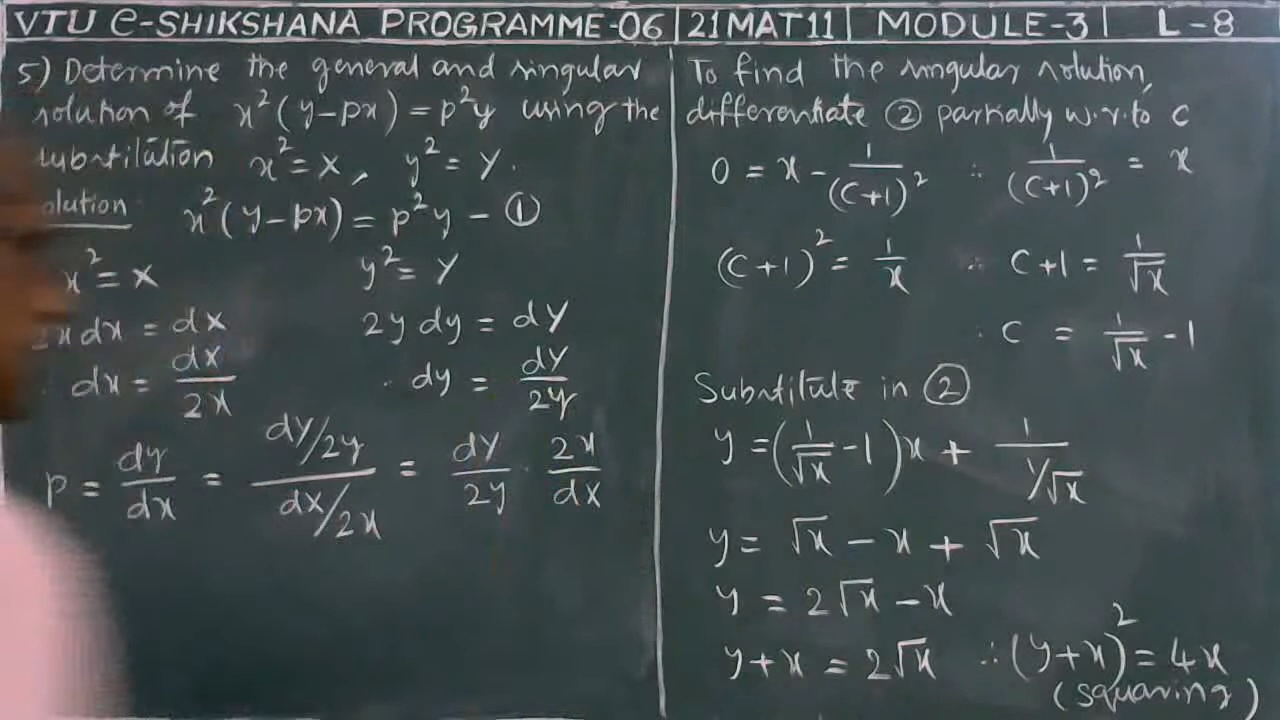 VTU e-SHIKSHANA PROGRAMME-06 | 21MAT11 | MODULE-3 | L-8
5) Determine the general and singular
solution of x²(y-px) = p²y using the
substitution x² = X, y² = Y.
olution x²(y-px) = p²y - ①
x² = X y² = Y
2x dx = dX 2y dy = dY
∴ dx = dX/2x ∴ dy = dY/2y
p = dy/dx = (dY/2y)/(dX/2x) = dY/2y · 2x/dX
To find the singular solution,
differentiate ② partially w.r.to c
0 = x - 1/(C+1)² ∴ 1/(C+1)² = x
(C+1)² = 1/x ∴ C+1 = 1/√x
∴ C = 1/√x - 1
Substitute in ②
y = (1/√x - 1)x + 1/(1/√x)
y = √x - x + √x
y = 2√x - x
y+x = 2√x ∴ (y+x)² = 4x
(squaring)